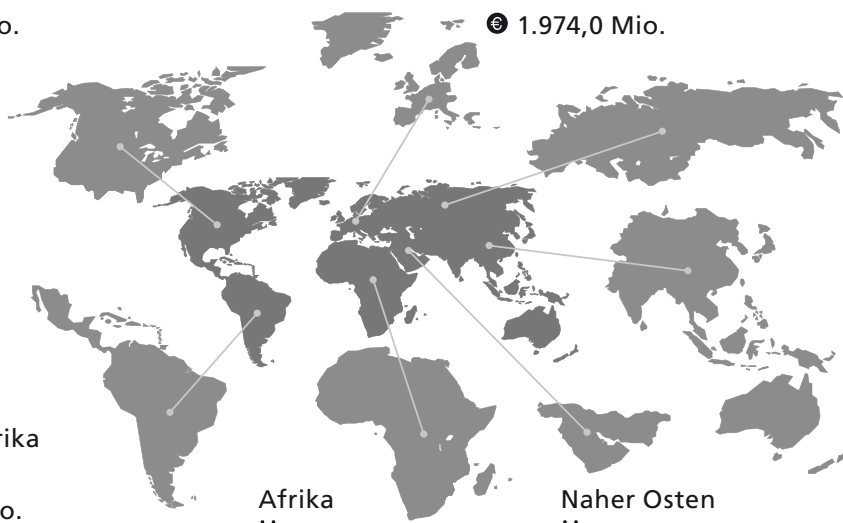 o.
€ 1.974,0 Mio.
rika
o.
Afrika
Naher Osten